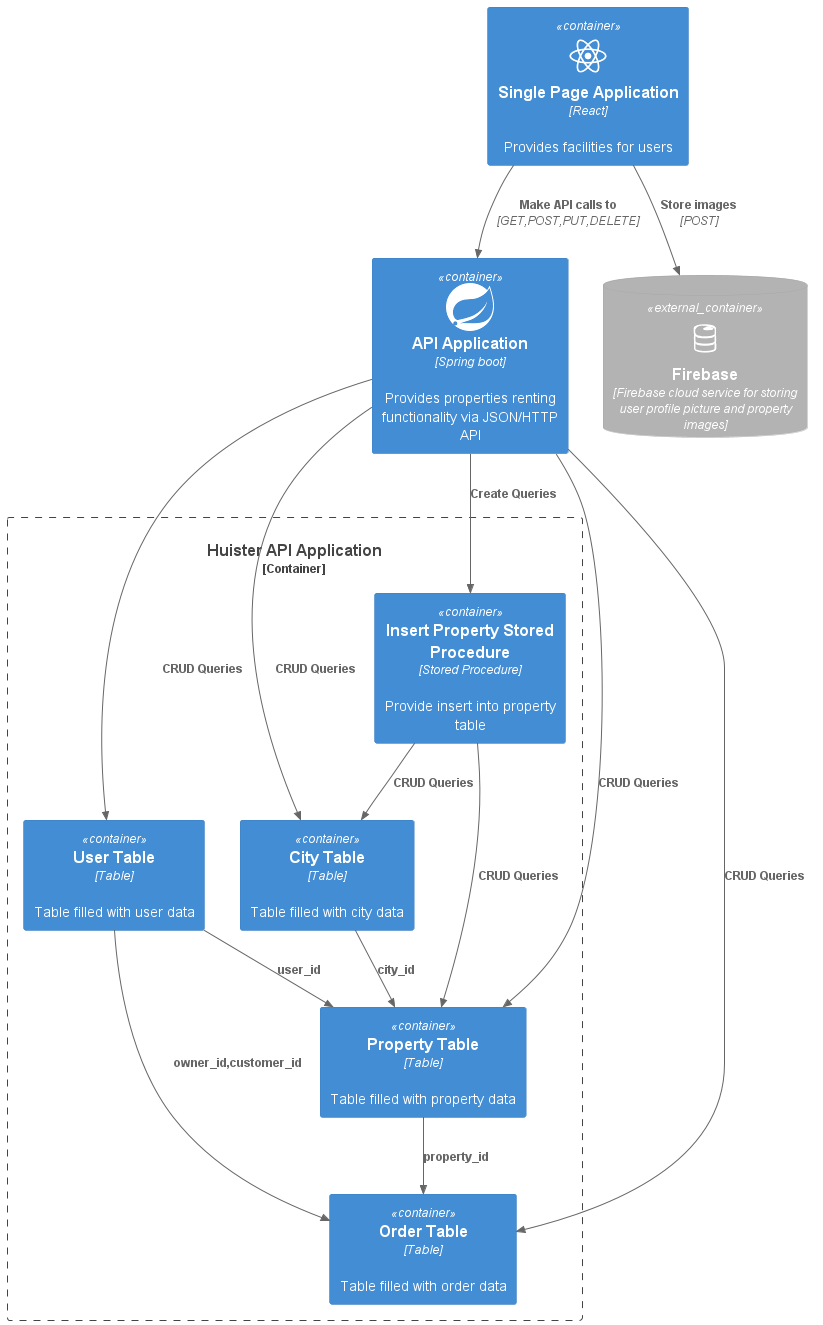 «container»
Single Page Application
[React]
Provides facilities for users
Make API calls to
[GET,POST,PUT,DELETE]
Store images
[POST]
«container»
API Application
[Spring boot]
Provides properties renting
functionality via JSON/HTTP
API
«external_container»
Firebase
[Firebase cloud service for storing
user profile picture and property
images]
Create Queries
Huister API Application
[Container]
«container»
Insert Property Stored
Procedure
[Stored Procedure]
Provide insert into property
table
CRUD Queries
CRUD Queries
CRUD Queries
CRUD Queries
«container»
User Table
[Table]
Table filled with user data
«container»
City Table
[Table]
Table filled with city data
CRUD Queries
CRUD Queries
user_id
city_id
«container»
Property Table
[Table]
Table filled with property data
owner_id,customer_id
property_id
«container»
Order Table
[Table]
Table filled with order data